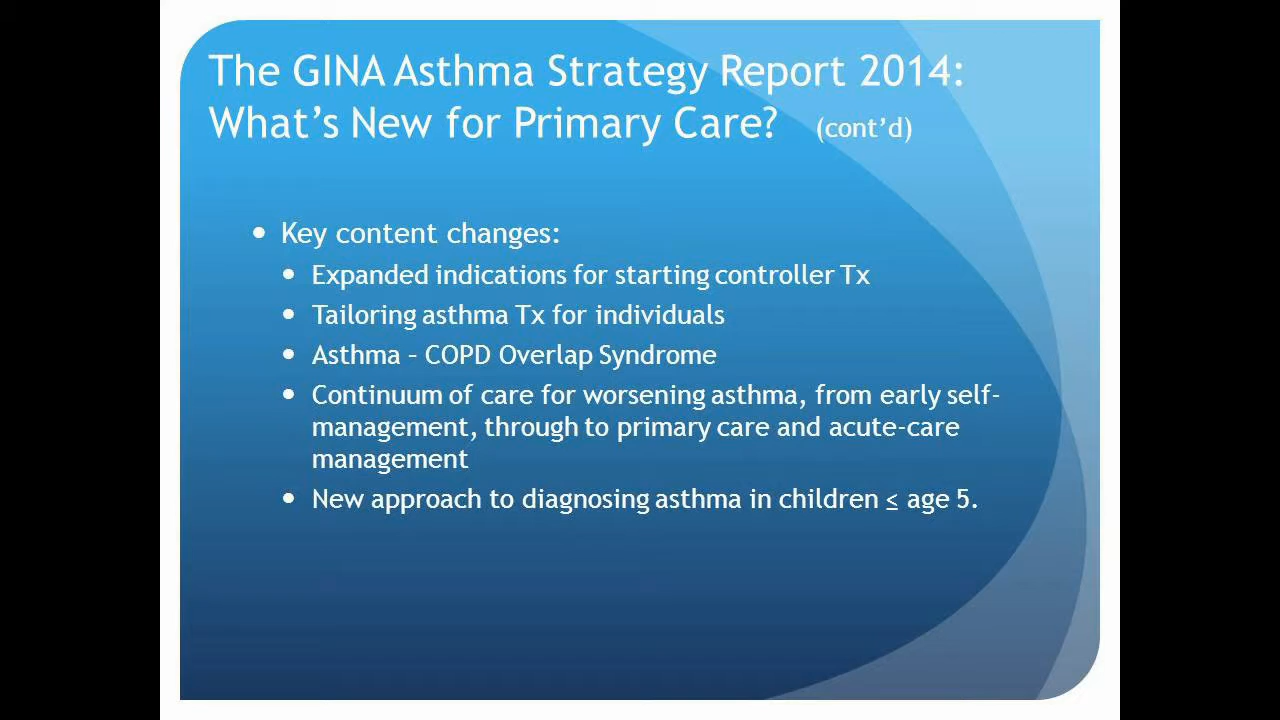 The GINA Asthma Strategy Report 2014:
What’s New for Primary Care? (cont’d)
• Key content changes:
• Expanded indications for starting controller Tx
• Tailoring asthma Tx for individuals
• Asthma – COPD Overlap Syndrome
• Continuum of care for worsening asthma, from early self-
management, through to primary care and acute-care
management
• New approach to diagnosing asthma in children ≤ age 5.